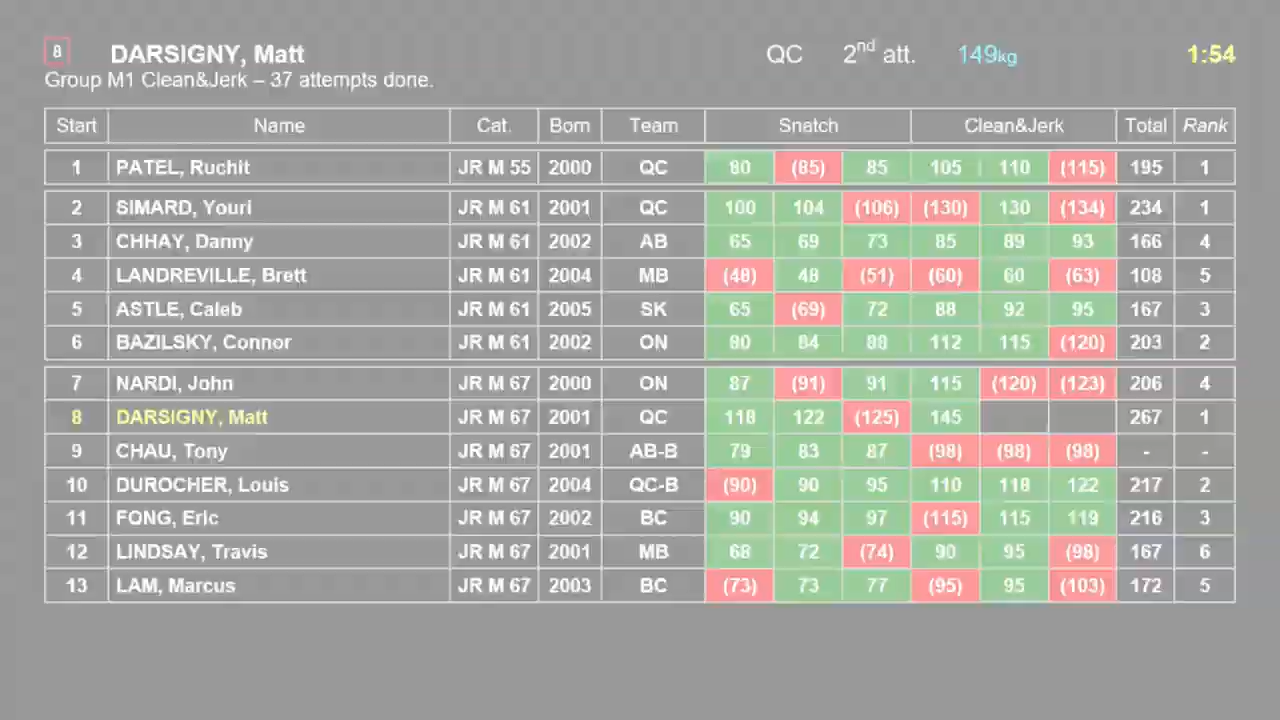 8 DARSIGNY, Matt QC 2nd att. 149kg 1:54
Group M1 Clean&Jerk – 37 attempts done.
Start Name Cat. Born Team Snatch Clean&Jerk Total Rank
1 PATEL, Ruchit JR M 55 2000 QC 80 (85) 85 105 110 (115) 195 1
2 SIMARD, Youri JR M 61 2001 QC 100 104 (106) (130) 130 (134) 234 1
3 CHHAY, Danny JR M 61 2002 AB 65 69 73 85 89 93 166 4
4 LANDREVILLE, Brett JR M 61 2004 MB (48) 48 (51) (60) 60 (63) 108 5
5 ASTLE, Caleb JR M 61 2005 SK 65 (69) 72 88 92 95 167 3
6 BAZILSKY, Connor JR M 61 2002 ON 80 84 88 112 115 (120) 203 2
7 NARDI, John JR M 67 2000 ON 87 (91) 91 115 (120) (123) 206 4
8 DARSIGNY, Matt JR M 67 2001 QC 118 122 (125) 145 267 1
9 CHAU, Tony JR M 67 2001 AB-B 79 83 87 (98) (98) (98) - -
10 DUROCHER, Louis JR M 67 2004 QC-B (90) 90 95 110 118 122 217 2
11 FONG, Eric JR M 67 2002 BC 90 94 97 (115) 115 119 216 3
12 LINDSAY, Travis JR M 67 2001 MB 68 72 (74) 90 95 (98) 167 6
13 LAM, Marcus JR M 67 2003 BC (73) 73 77 (95) 95 (103) 172 5